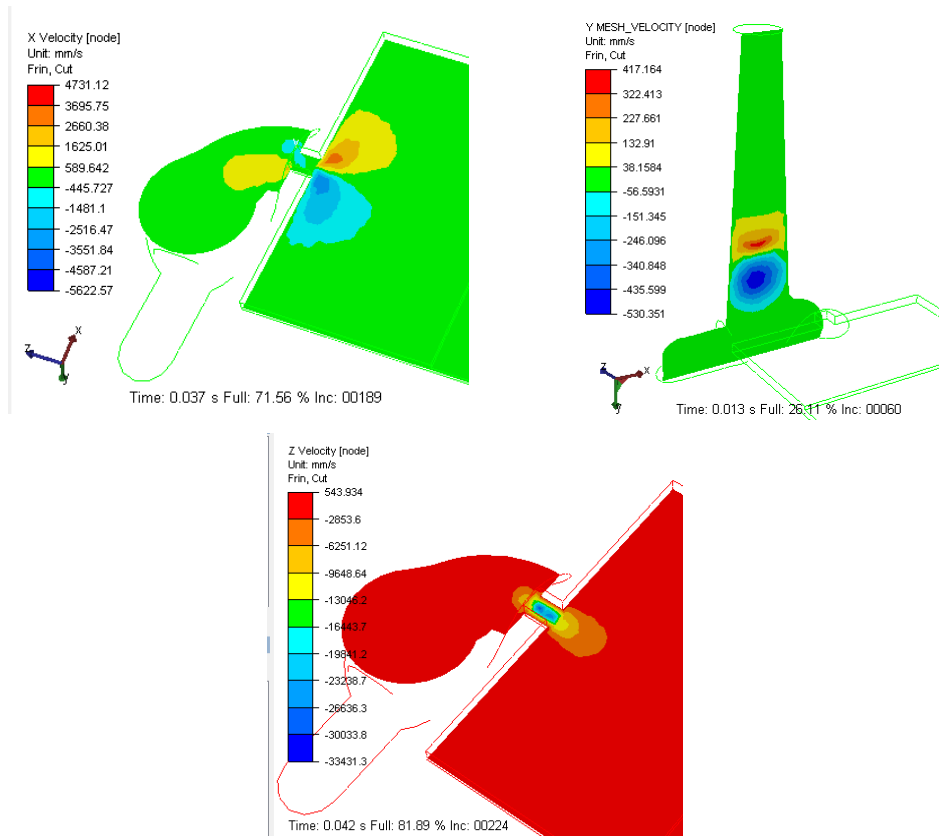 X Velocity [node]
Unit: mm/s
Frin, Cut
4731.12
3695.75
2660.38
1625.01
589.642
-445.727
-1481.1
-2516.47
-3551.84
-4587.21
-5622.57
x
z
y
Time: 0.037 s Full: 71.56 % Inc: 00189
Y MESH_VELOCITY [node]
Unit: mm/s
Frin, Cut
417.164
322.413
227.661
132.91
38.1584
-56.5931
-151.345
-246.096
-340.848
-435.599
-530.351
z
x
y
Time: 0.013 s Full: 26.11 % Inc: 00060
Z Velocity [node]
Unit: mm/s
Frin, Cut
543.934
-2853.6
-6251.12
-9648.64
-13046.2
-16443.7
-19841.2
-23238.7
-26636.3
-30033.8
-33431.3
Time: 0.042 s Full: 81.89 % Inc: 00224